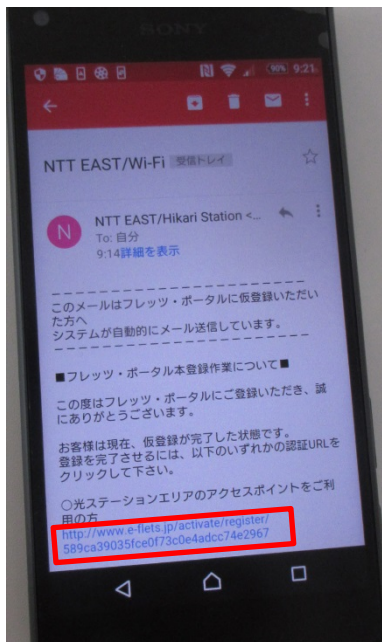 SONY
90% 9:21
NTT EAST/Wi-Fi 受信トレイ
N
NTT EAST/Hikari Station <...
To: 自分
9:14 詳細を表示
このメールはフレッツ・ポータルに仮登録いただい
た方へ
システムが自動的にメール送信しています。
■フレッツ・ポータル本登録作業について■
この度はフレッツ・ポータルにご登録いただき、誠
にありがとうございます。
お客様は現在、仮登録が完了した状態です。
登録を完了させるには、以下のいずれかの認証URLを
クリックして下さい。
○光ステーションエリアのアクセスポイントをご利
用の方
http://www.e-flets.jp/activate/register/
589ca39035fce0f73c0e4adcc74e2967